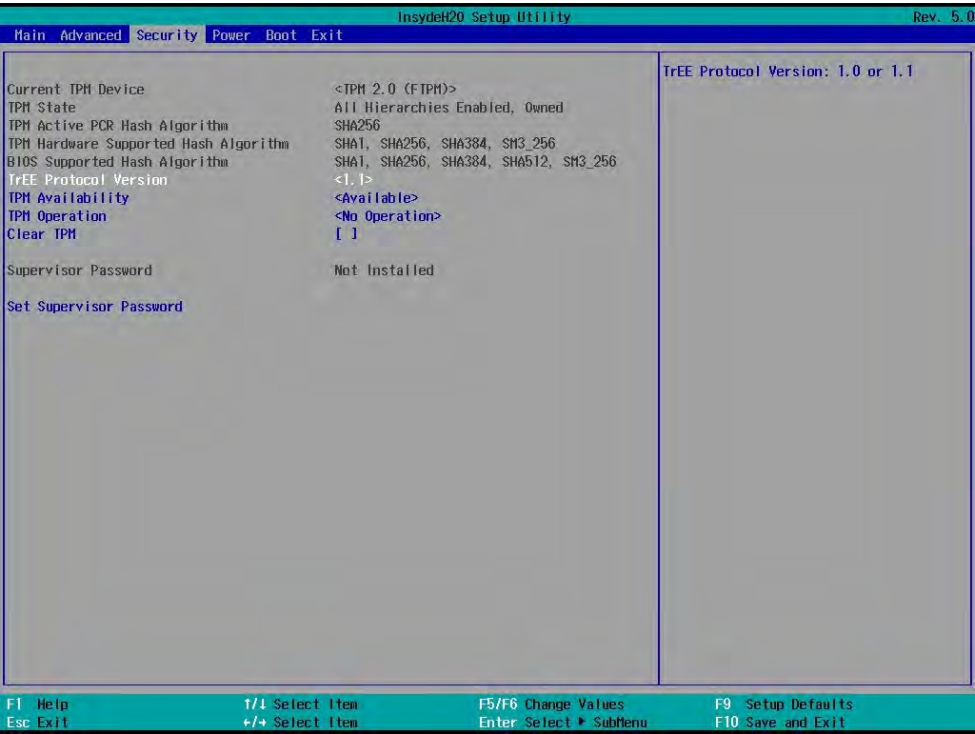 InsydeH20 Setup Utility Rev. 5.0
Main Advanced Security Power Boot Exit
TrEE Protocol Version: 1.0 or 1.1
Current TPM Device <TPM 2.0 (FTPM)>
TPM State All Hierarchies Enabled, Owned
TPM Active PCR Hash Algorithm SHA256
TPM Hardware Supported Hash Algorithm SHA1, SHA256, SHA384, SM3_256
BIOS Supported Hash Algorithm SHA1, SHA256, SHA384, SHA512, SM3_256
TrEE Protocol Version <1.1>
TPM Availability <Available>
TPM Operation <No Operation>
Clear TPM [ ]
Supervisor Password Not Installed
Set Supervisor Password
F1 Help ↑/↓ Select Item F5/F6 Change Values F9 Setup Defaults
Esc Exit ←/→ Select Item Enter Select ▶ SubMenu F10 Save and Exit